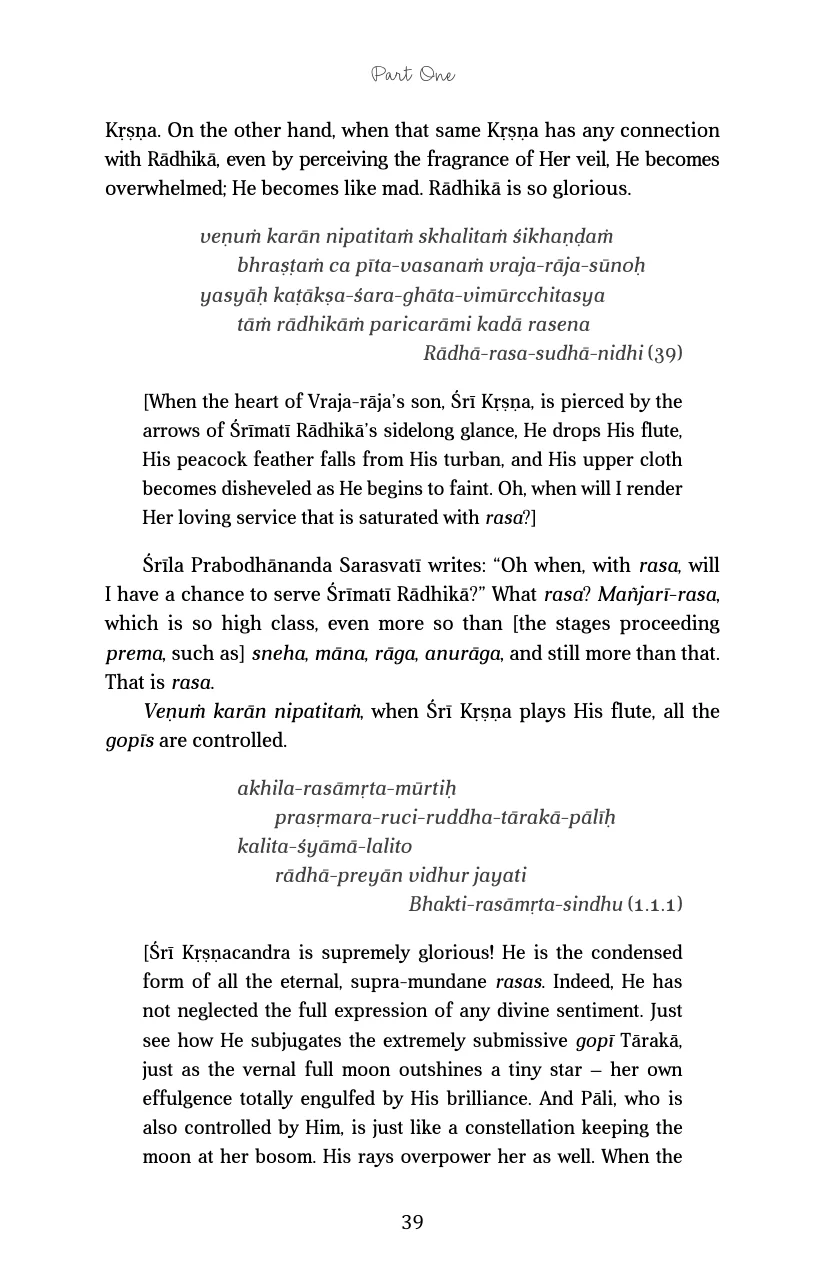 Part One
Kṛṣṇa. On the other hand, when that same Kṛṣṇa has any connection
with Rādhikā, even by perceiving the fragrance of Her veil, He becomes
overwhelmed; He becomes like mad. Rādhikā is so glorious.
veṇuṁ karān nipatitaṁ skhalitaṁ śikhaṇḍaṁ
bhraṣṭaṁ ca pīta-vasanaṁ vraja-rāja-sūnoḥ
yasyāḥ kaṭākṣa-śara-ghāta-vimūrcchitasya
tāṁ rādhikāṁ paricarāmi kadā rasena
Rādhā-rasa-sudhā-nidhi (39)
[When the heart of Vraja-rāja’s son, Śrī Kṛṣṇa, is pierced by the
arrows of Śrīmatī Rādhikā’s sidelong glance, He drops His flute,
His peacock feather falls from His turban, and His upper cloth
becomes disheveled as He begins to faint. Oh, when will I render
Her loving service that is saturated with rasa?]
Śrīla Prabodhānanda Sarasvatī writes: “Oh when, with rasa, will
I have a chance to serve Śrīmatī Rādhikā?” What rasa? Mañjarī-rasa,
which is so high class, even more so than [the stages proceeding
prema, such as] sneha, māna, rāga, anurāga, and still more than that.
That is rasa.
Veṇuṁ karān nipatitaṁ, when Śrī Kṛṣṇa plays His flute, all the
gopīs are controlled.
akhila-rasāmṛta-mūrtiḥ
prasṛmara-ruci-ruddha-tārakā-pālīḥ
kalita-śyāmā-lalito
rādhā-preyān vidhur jayati
Bhakti-rasāmṛta-sindhu (1.1.1)
[Śrī Kṛṣṇacandra is supremely glorious! He is the condensed
form of all the eternal, supra-mundane rasas. Indeed, He has
not neglected the full expression of any divine sentiment. Just
see how He subjugates the extremely submissive gopī Tārakā,
just as the vernal full moon outshines a tiny star – her own
effulgence totally engulfed by His brilliance. And Pāli, who is
also controlled by Him, is just like a constellation keeping the
moon at her bosom. His rays overpower her as well. When the
39